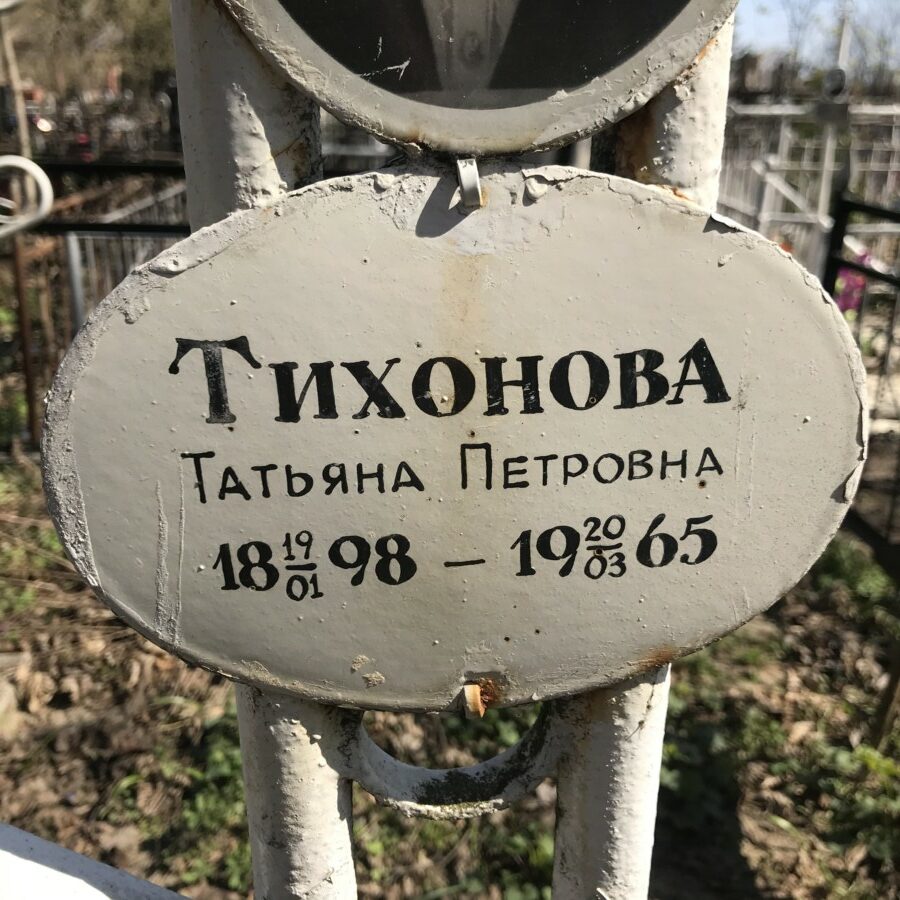 Тихонова
Татьяна Петровна
18 19/01 98 – 19 20/03 65